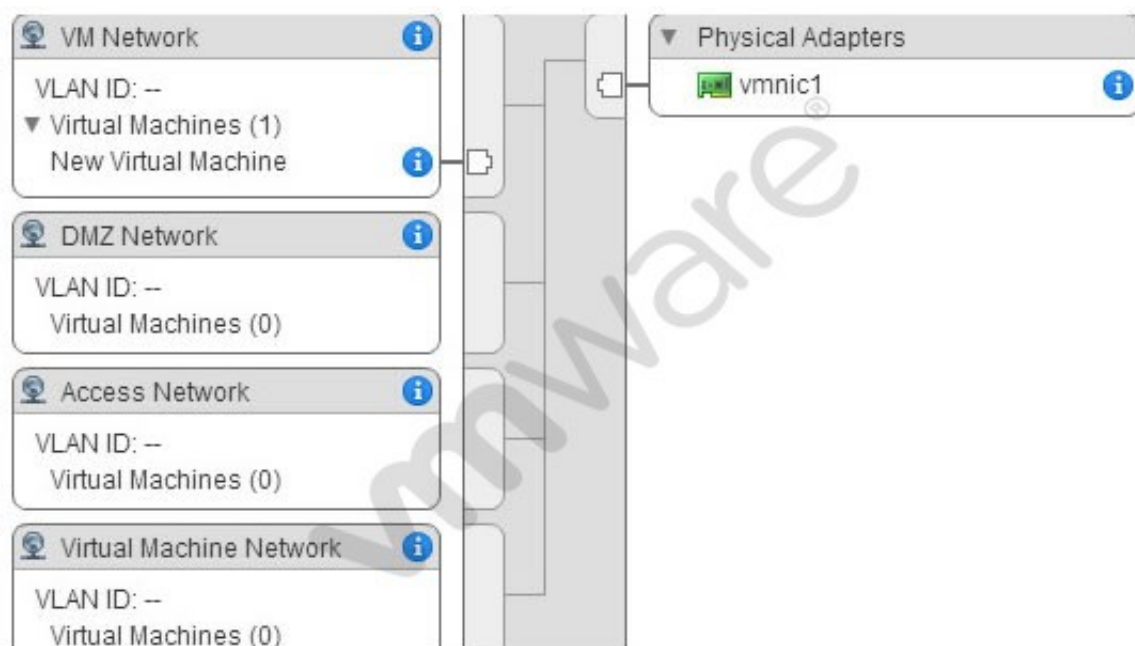 VM Network
VLAN ID: --
Virtual Machines (1)
New Virtual Machine
DMZ Network
VLAN ID: --
Virtual Machines (0)
Access Network
VLAN ID: --
Virtual Machines (0)
Virtual Machine Network
VLAN ID: --
Virtual Machines (0)
Physical Adapters
vmnic1
vmware®